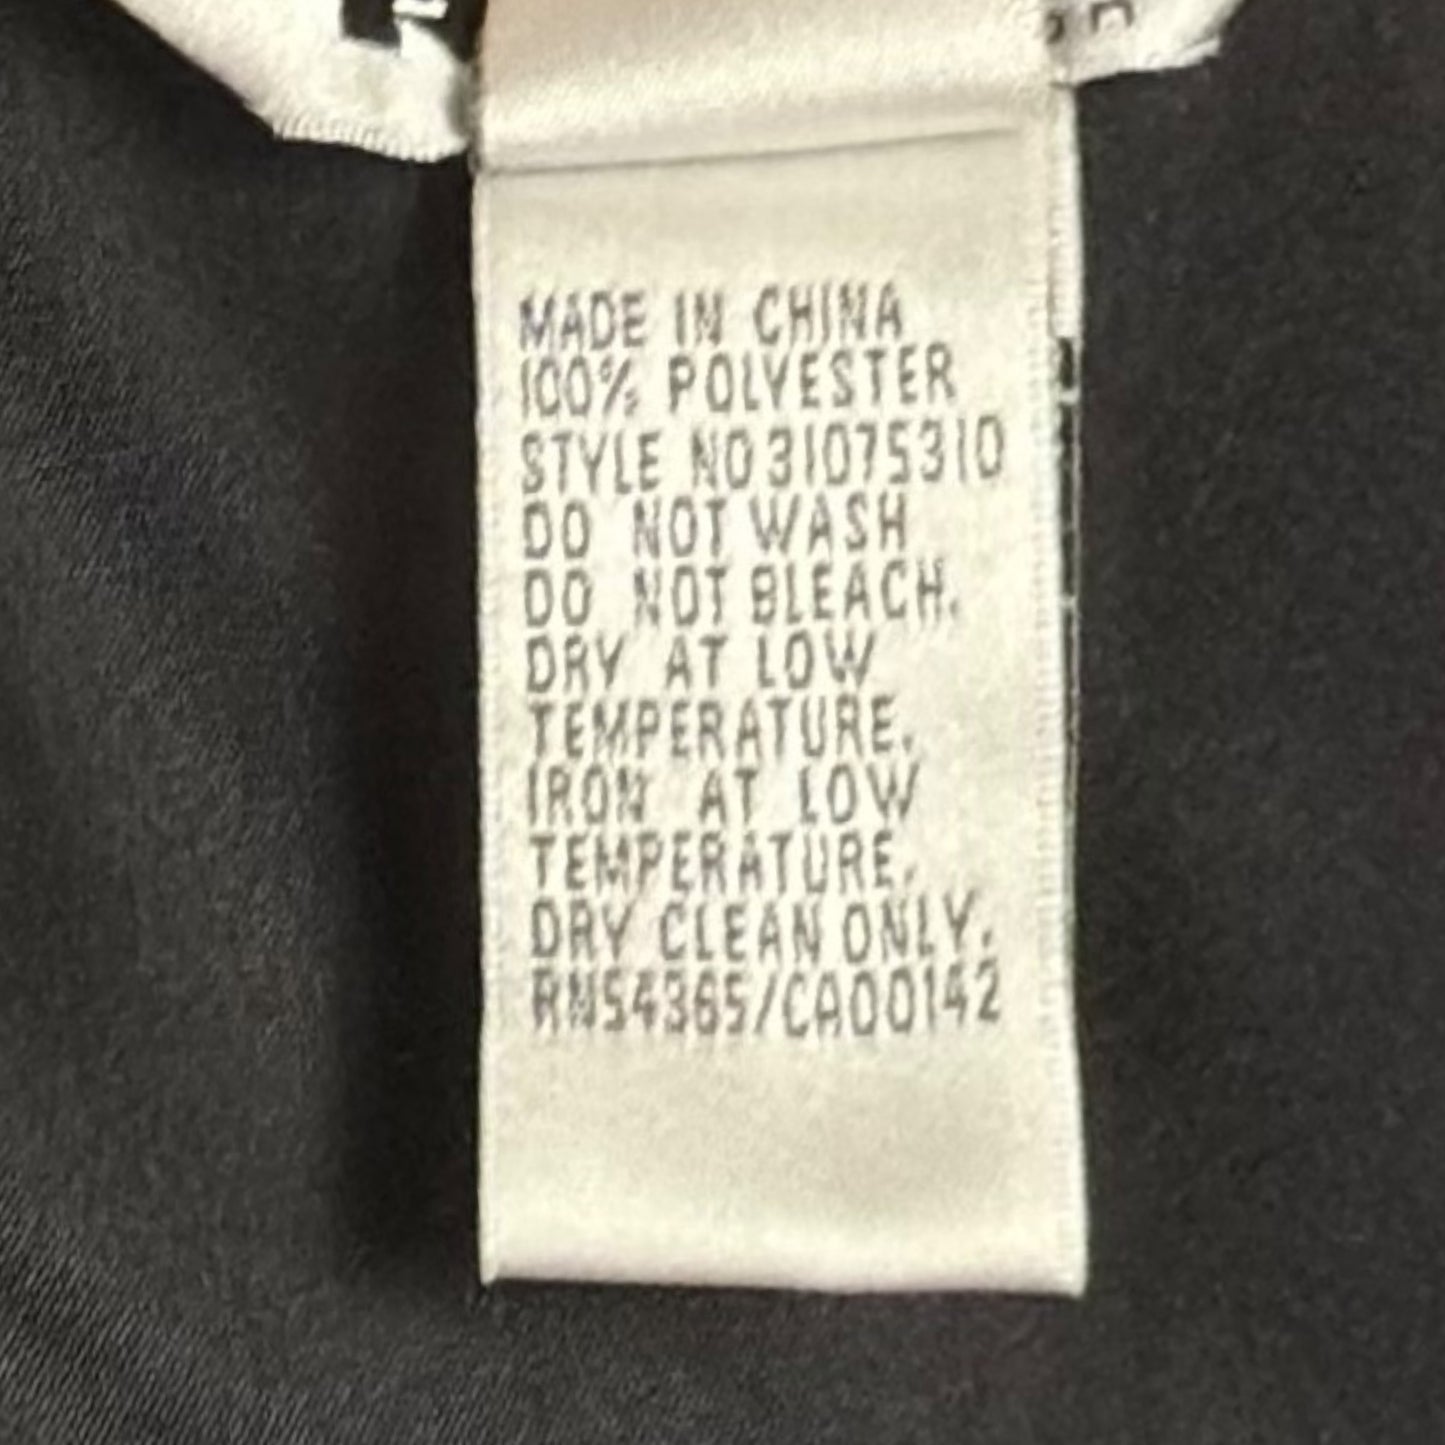 MADE IN CHINA
100% POLYESTER
STYLE NO31075310
DO NOT WASH
DO NOT BLEACH.
DRY AT LOW
TEMPERATURE.
IRON AT LOW
TEMPERATURE.
DRY CLEAN ONLY.
RN54365/CA00142